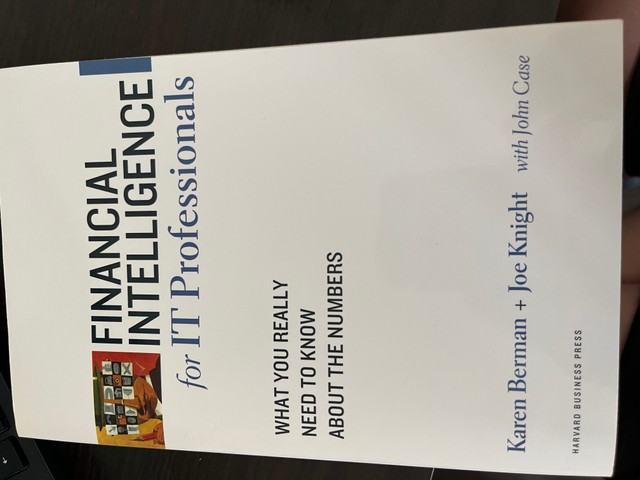 FINANCIAL
INTELLIGENCE
for IT Professionals
WHAT YOU REALLY
NEED TO KNOW
ABOUT THE NUMBERS
Karen Berman + Joe Knight with John Case
HARVARD BUSINESS PRESS